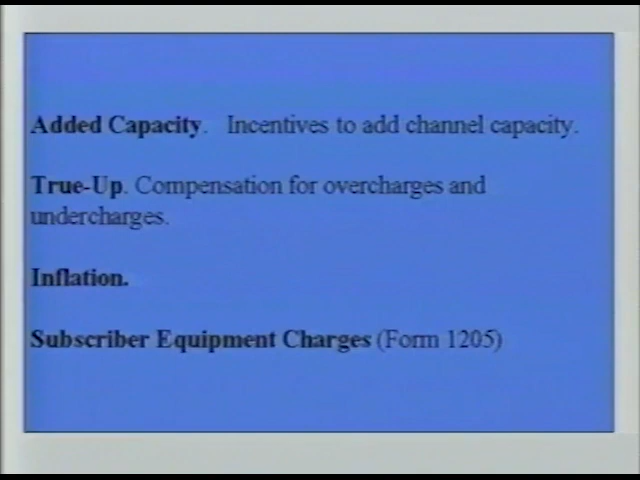 Added Capacity.   Incentives to add channel capacity.
True-Up. Compensation for overcharges and
undercharges.
Inflation.
Subscriber Equipment Charges (Form 1205)